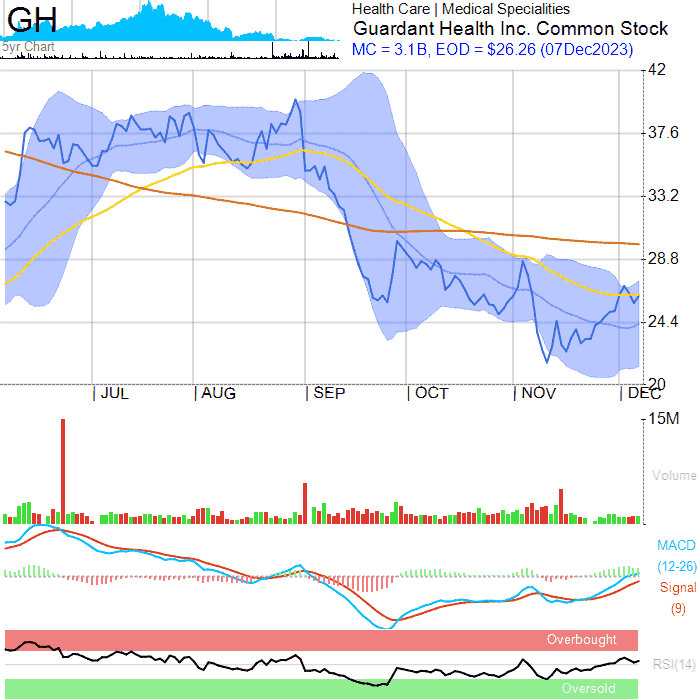 GH
5yr Chart
Health Care | Medical Specialities
Guardant Health Inc. Common Stock
MC = 3.1B, EOD = $26.26 (07Dec2023)
42
37.6
33.2
28.8
24.4
20
JUL AUG SEP OCT NOV DEC
15M
Volume
MACD
(12-26)
Signal
(9)
Overbought
RSI(14)
Oversold